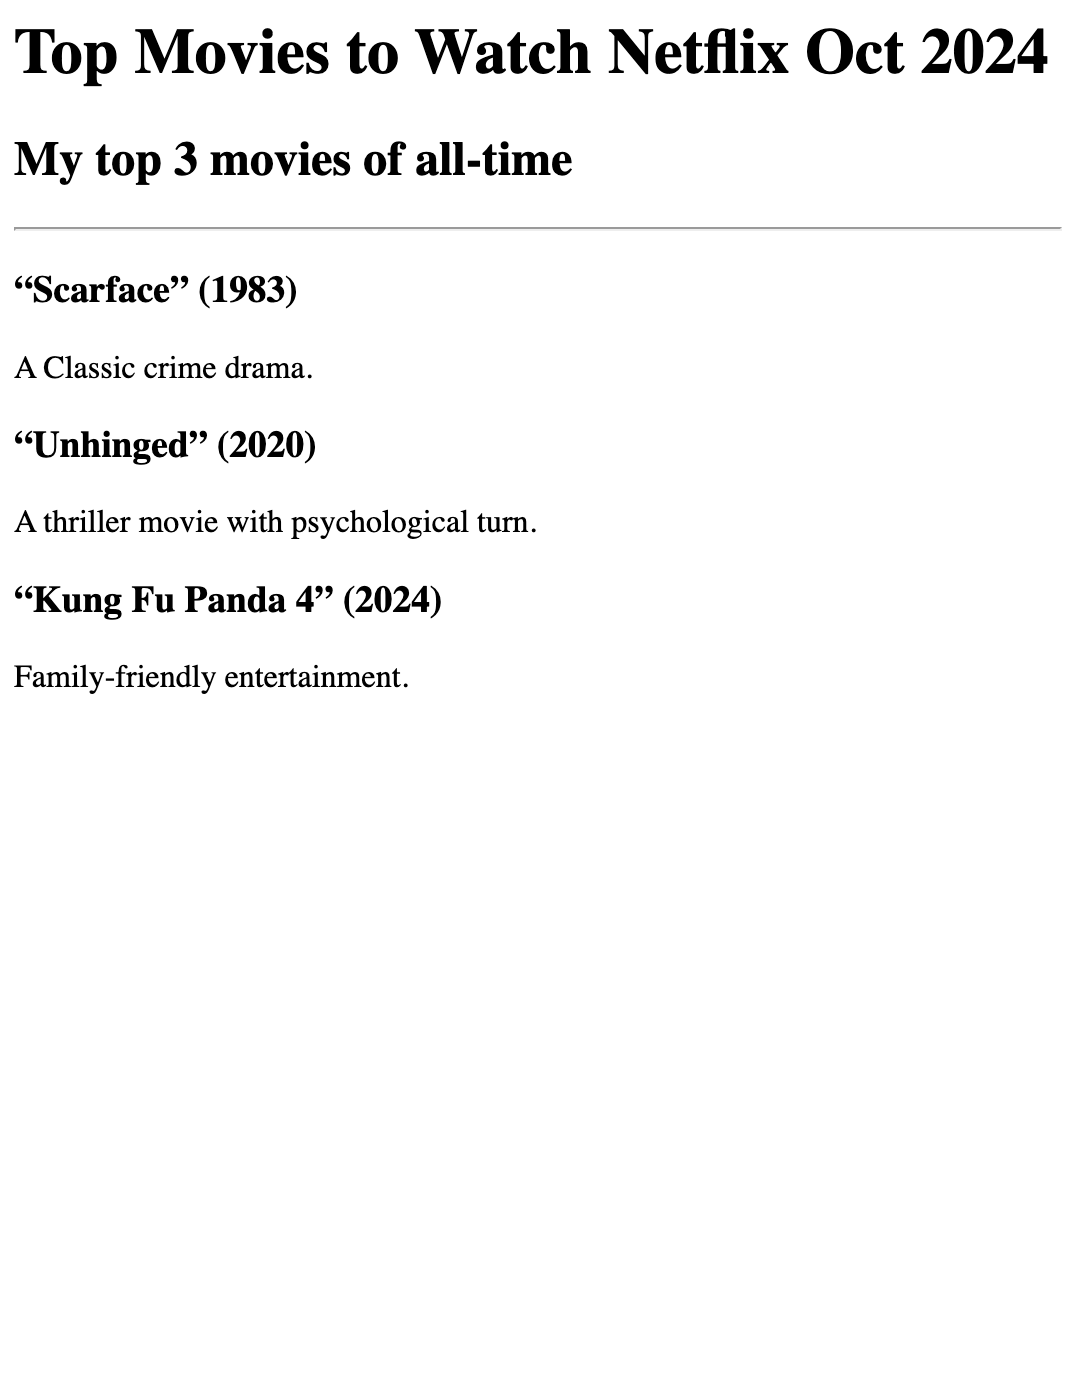 Top Movies to Watch Netflix Oct 2024
My top 3 movies of all-time
“Scarface” (1983)
A Classic crime drama.
“Unhinged” (2020)
A thriller movie with psychological turn.
“Kung Fu Panda 4” (2024)
Family-friendly entertainment.